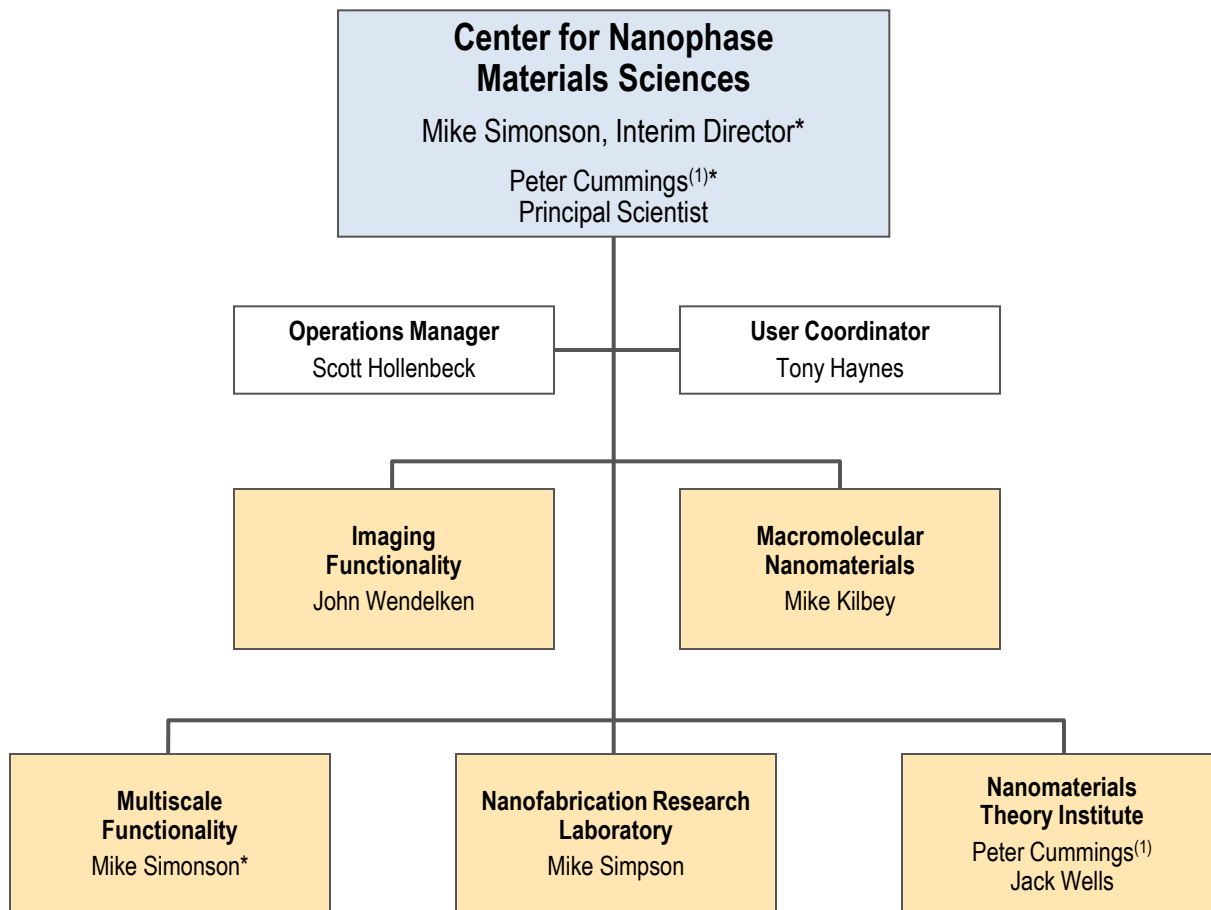 Center for Nanophase
Materials Sciences
Mike Simonson, Interim Director*
Peter Cummings(1)*
Principal Scientist
Operations Manager
Scott Hollenbeck
User Coordinator
Tony Haynes
Imaging
Functionality
John Wendelken
Macromolecular
Nanomaterials
Mike Kilbey
Multiscale
Functionality
Mike Simonson*
Nanofabrication Research
Laboratory
Mike Simpson
Nanomaterials
Theory Institute
Peter Cummings(1)
Jack Wells